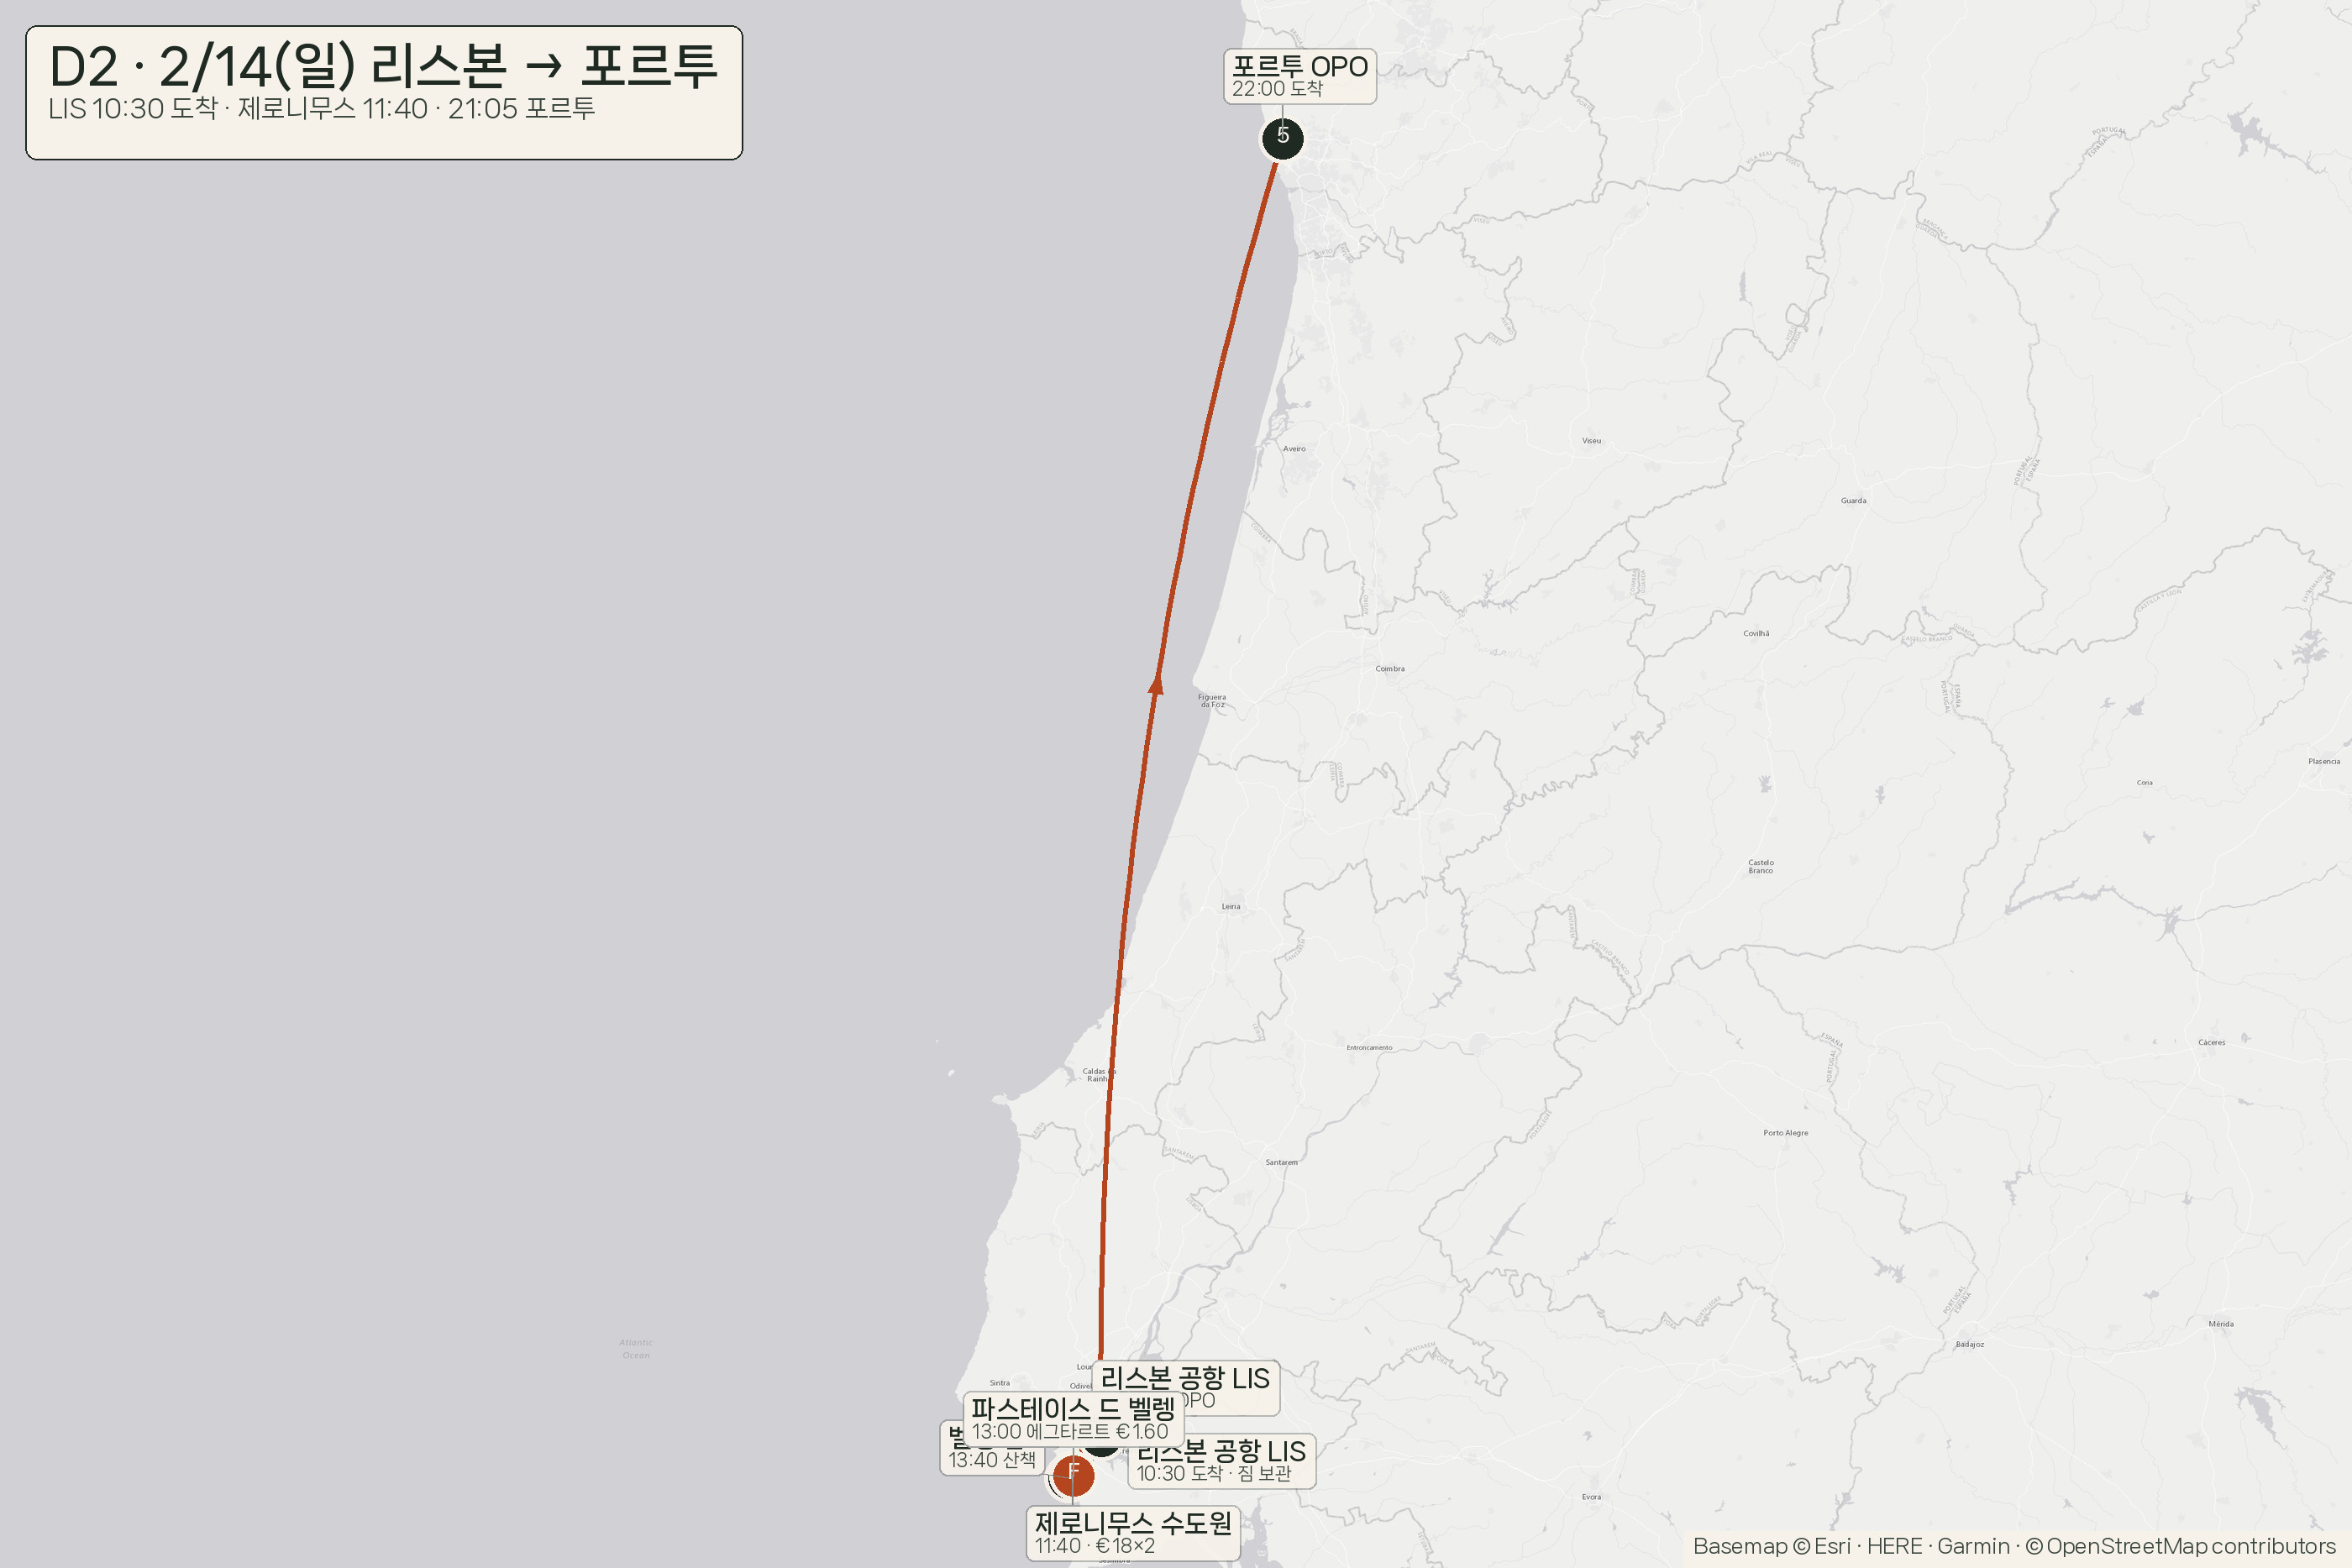 D2 · 2/14(일) 리스본 → 포르투
LIS 10:30 도착 · 제로니무스 11:40 · 21:05 포르투
포르투 OPO
22:00 도착
5
PORTUGAL
ESPAÑA
Aveiro
Viseu
Guarda
Covilhã
Coimbra
Figueira
da Foz
Plasencia
Coria
Castelo
Branco
Leiria
Entroncamento
Cáceres
Caldas
Porto Alegre
Santarem
Atlantic
Ocean
Mérida
Badajoz
Sintra
리스본 공항 LIS
OPO
파스테이스 드 벨렝
13:00 에그타르트 €1.60
13:40 산책
리스본 공항 LIS
10:30 도착 · 짐 보관
F
제로니무스 수도원
11:40 · €18×2
Evora
Basemap © Esri · HERE · Garmin · © OpenStreetMap contributors